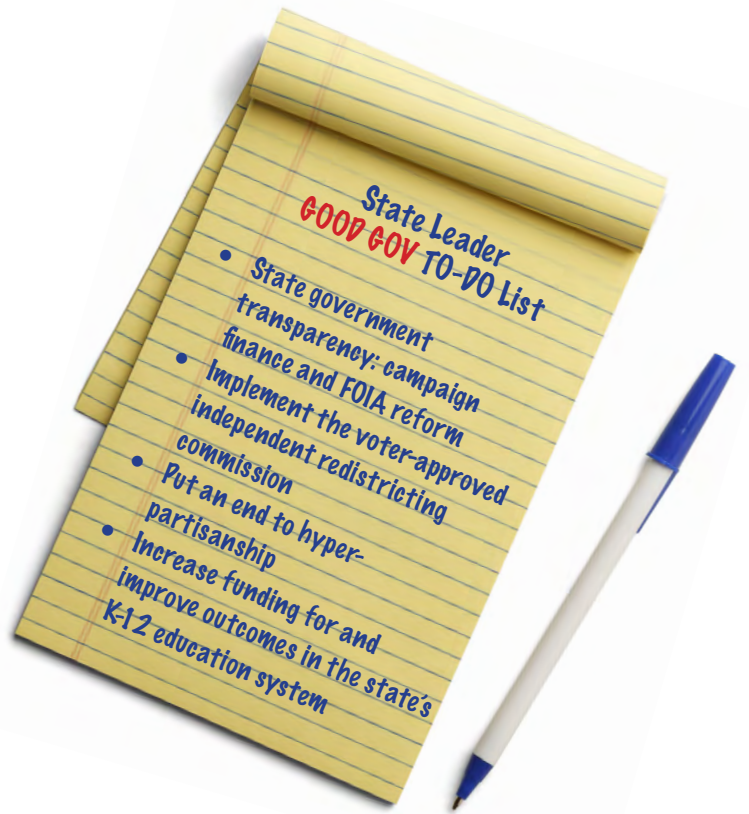 State Leader
GOOD GOV TO-DO List
• State government
transparency: campaign
finance and FOIA reform
• Implement the voter-approved
independent redistricting
commission
• Put an end to hyper-
partisanship
• Increase funding for and
improve outcomes in the state's
K-12 education system